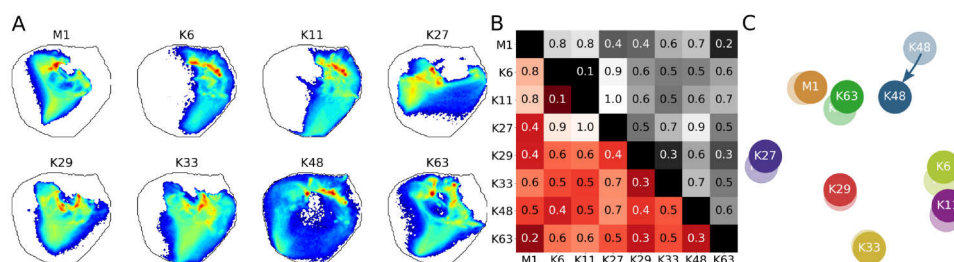 A
M1 K6 K11 K27
K29 K33 K48 K63
B
M1 0.8 0.8 0.4 0.4 0.6 0.7 0.2
K6 0.8 0.1 0.9 0.6 0.5 0.5 0.6
K11 0.8 0.1 1.0 0.6 0.5 0.6 0.7
K27 0.4 0.9 1.0 0.5 0.7 0.9 0.5
K29 0.4 0.6 0.6 0.4 0.3 0.6 0.3
K33 0.6 0.5 0.5 0.7 0.3 0.7 0.5
K48 0.5 0.4 0.5 0.7 0.4 0.5 0.6
K63 0.2 0.6 0.6 0.5 0.3 0.5 0.3
M1 K6 K11 K27 K29 K33 K48 K63
C
K48
M1 K63 K48
K27 K6
K29
K11
K33